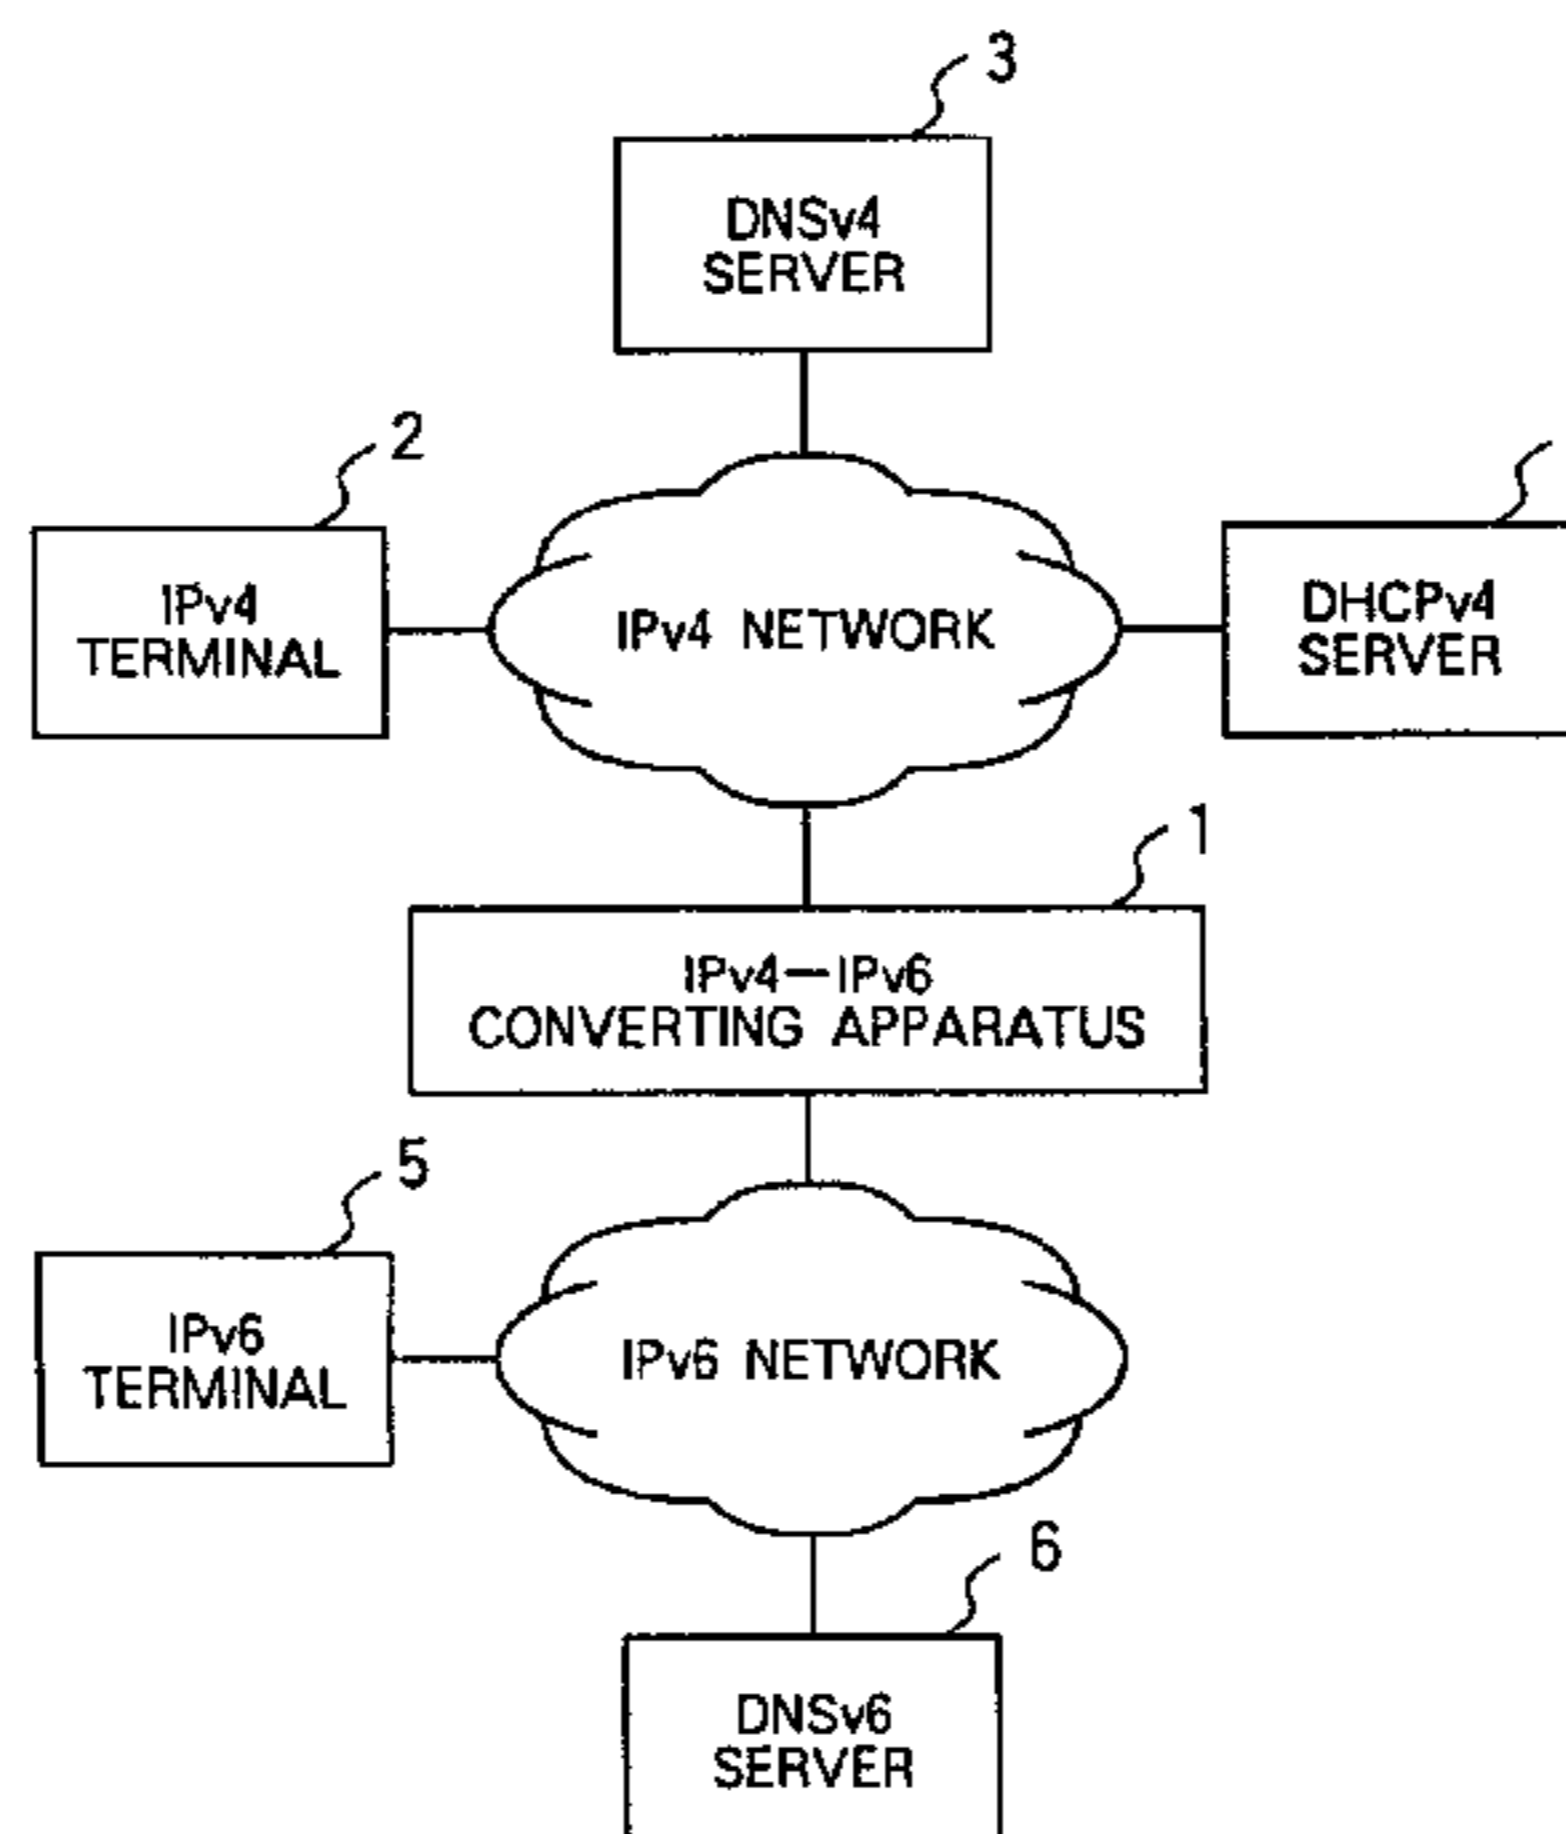 3
DNSv4
SERVER
2
IPv4
TERMINAL
IPv4 NETWORK
DHCPv4
SERVER
1
IPv4—IPv6
CONVERTING APPARATUS
5
IPv6
TERMINAL
IPv6 NETWORK
6
DNSv6
SERVER